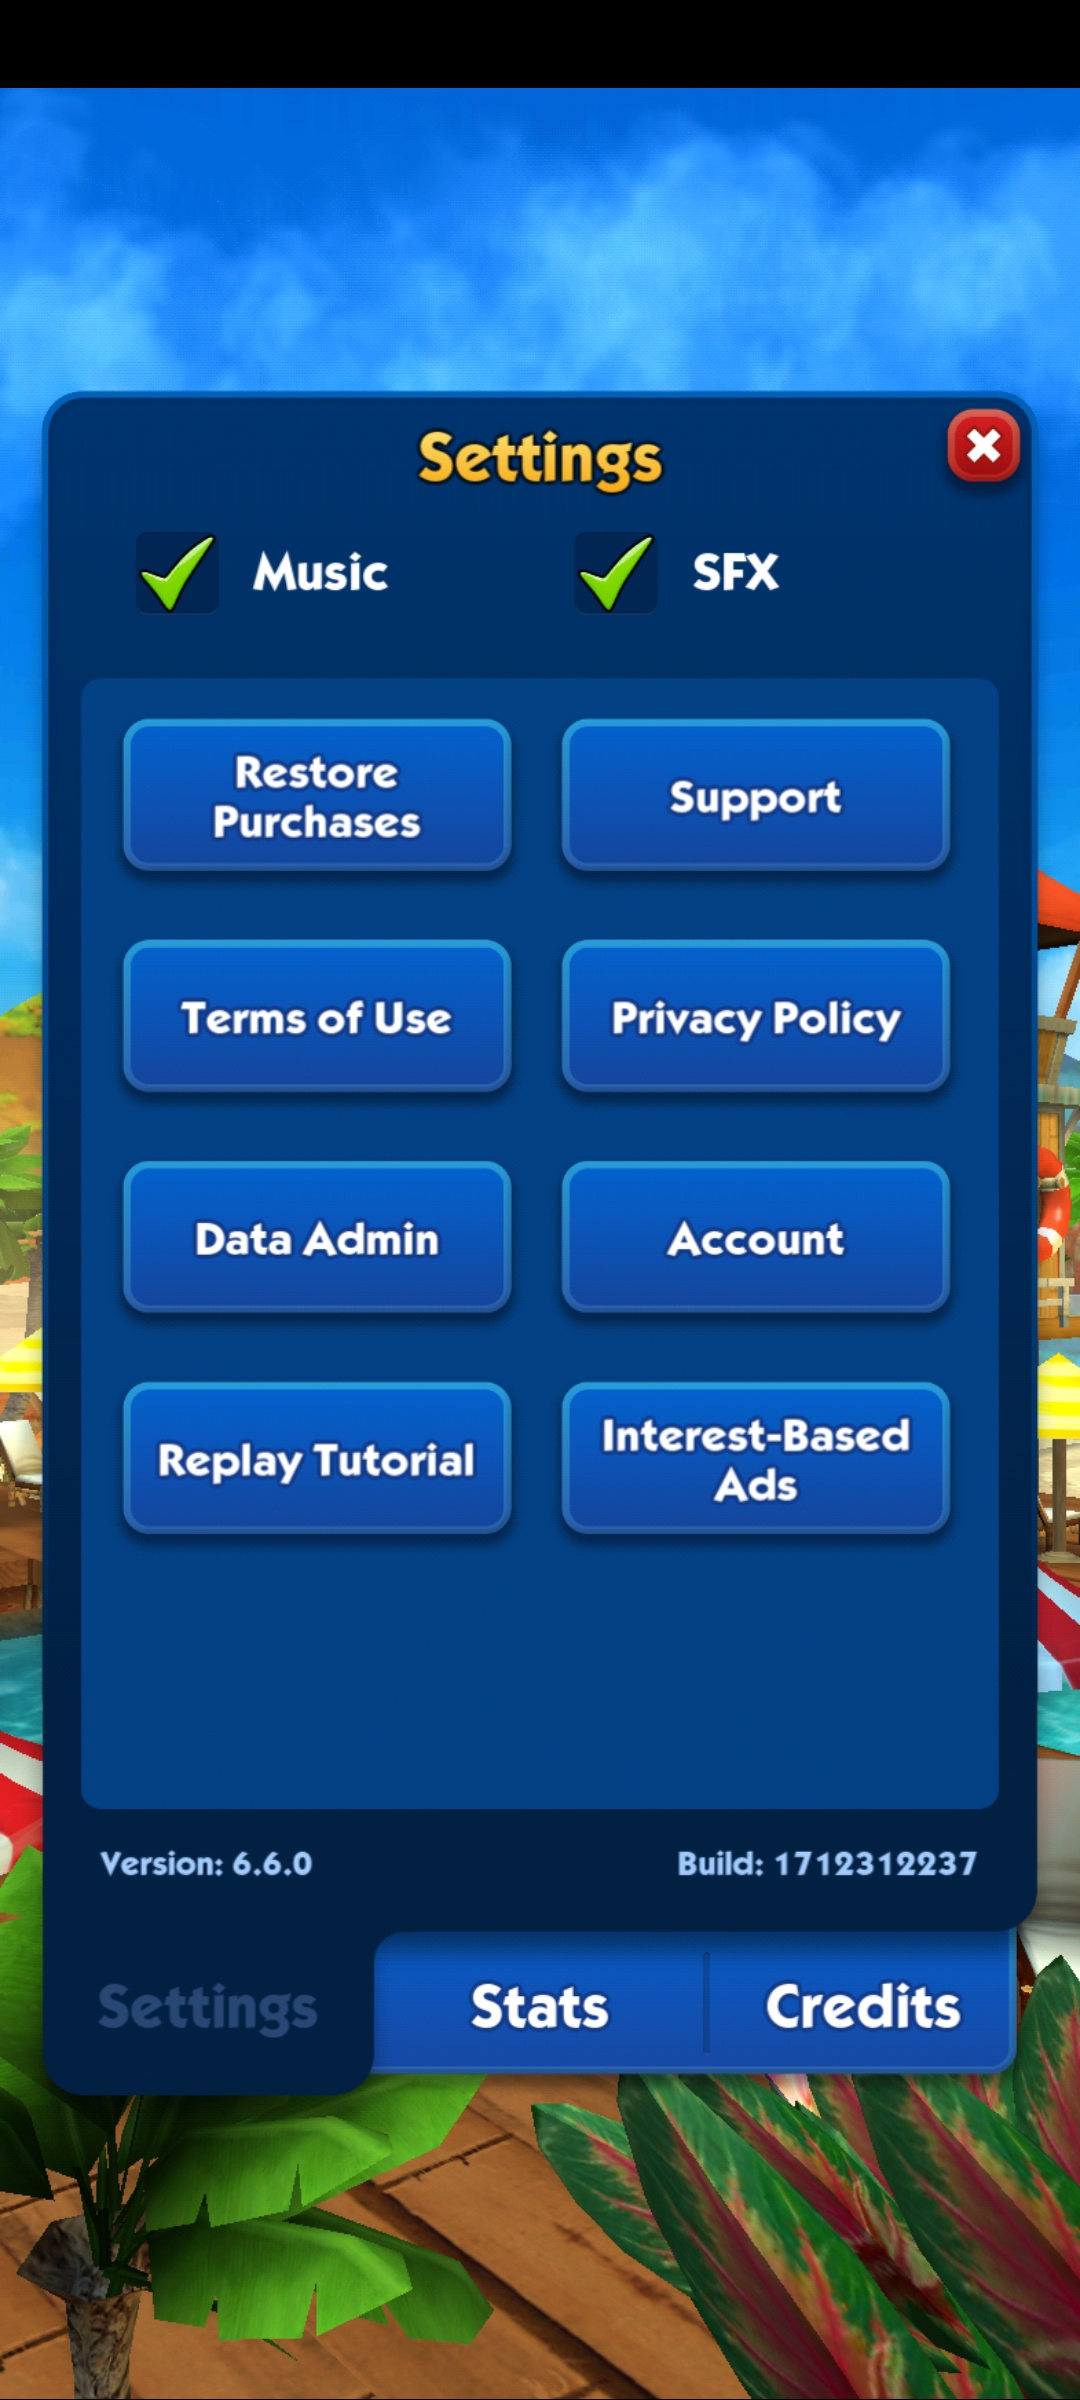 Settings
Music
SFX
Restore
Purchases
Support
Terms of Use
Privacy Policy
Data Admin
Account
Replay Tutorial
Interest-Based
Ads
Version: 6.6.0
Build: 1712312237
Settings
Stats
Credits